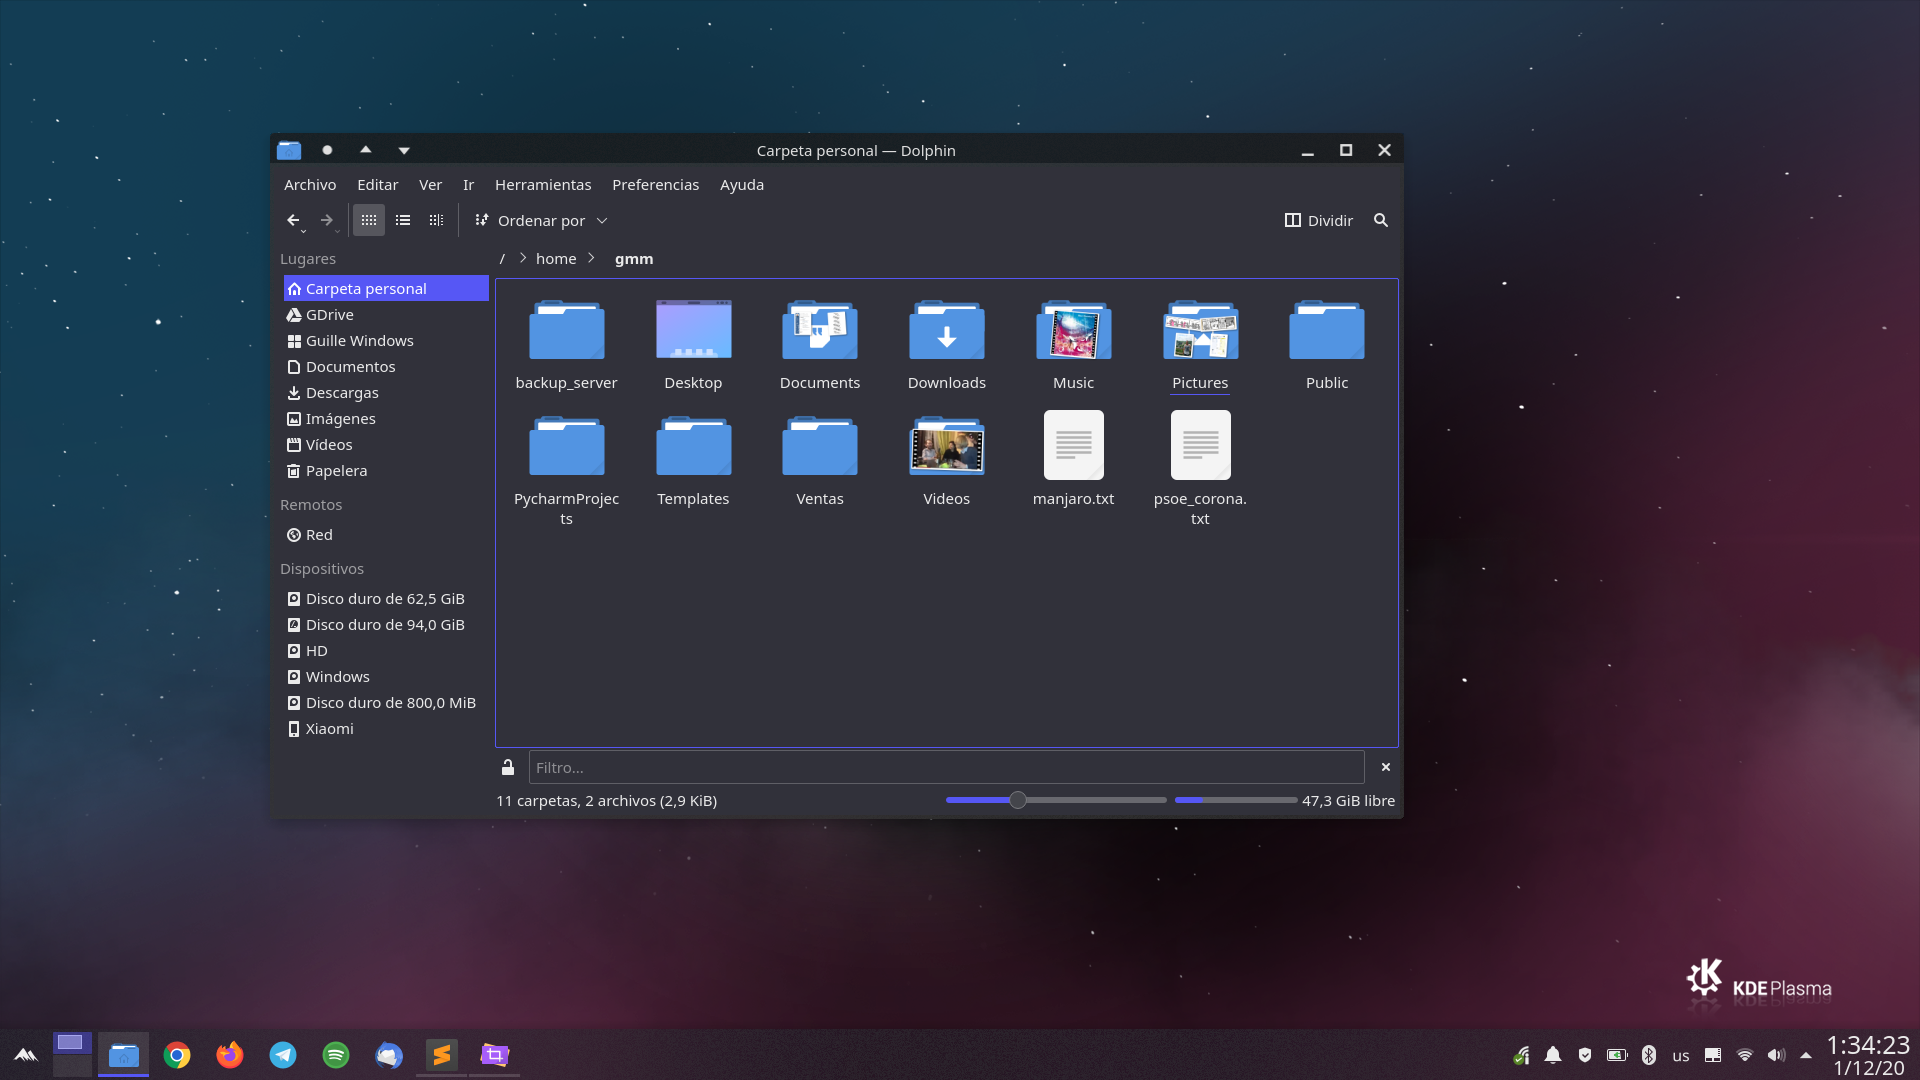 Carpeta personal — Dolphin
Archivo Editar Ver Ir Herramientas Preferencias Ayuda
Ordenar por
Dividir
Lugares
Carpeta personal
GDrive
Guille Windows
Documentos
Descargas
Imágenes
Vídeos
Papelera
Remotos
Red
Dispositivos
Disco duro de 62,5 GiB
Disco duro de 94,0 GiB
HD
Windows
Disco duro de 800,0 MiB
Xiaomi
/ > home > gmm
backup_server Desktop Documents Downloads Music Pictures Public
PycharmProjec
ts
Templates Ventas Videos manjaro.txt
psoe_corona.
txt
Filtro...
11 carpetas, 2 archivos (2,9 KiB)
47,3 GiB libre
KDE Plasma
us
1:34:23
1/12/20